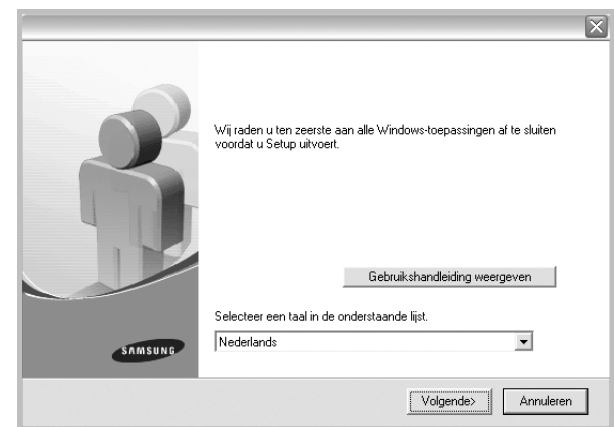 Wij raden u ten zeerste aan alle Windows-toepassingen af te sluiten
voordat u Setup uitvoert.
Gebruikshandleiding weergeven
Selecteer een taal in de onderstaande lijst.
Nederlands
SAMSUNG
Volgende>
Annuleren